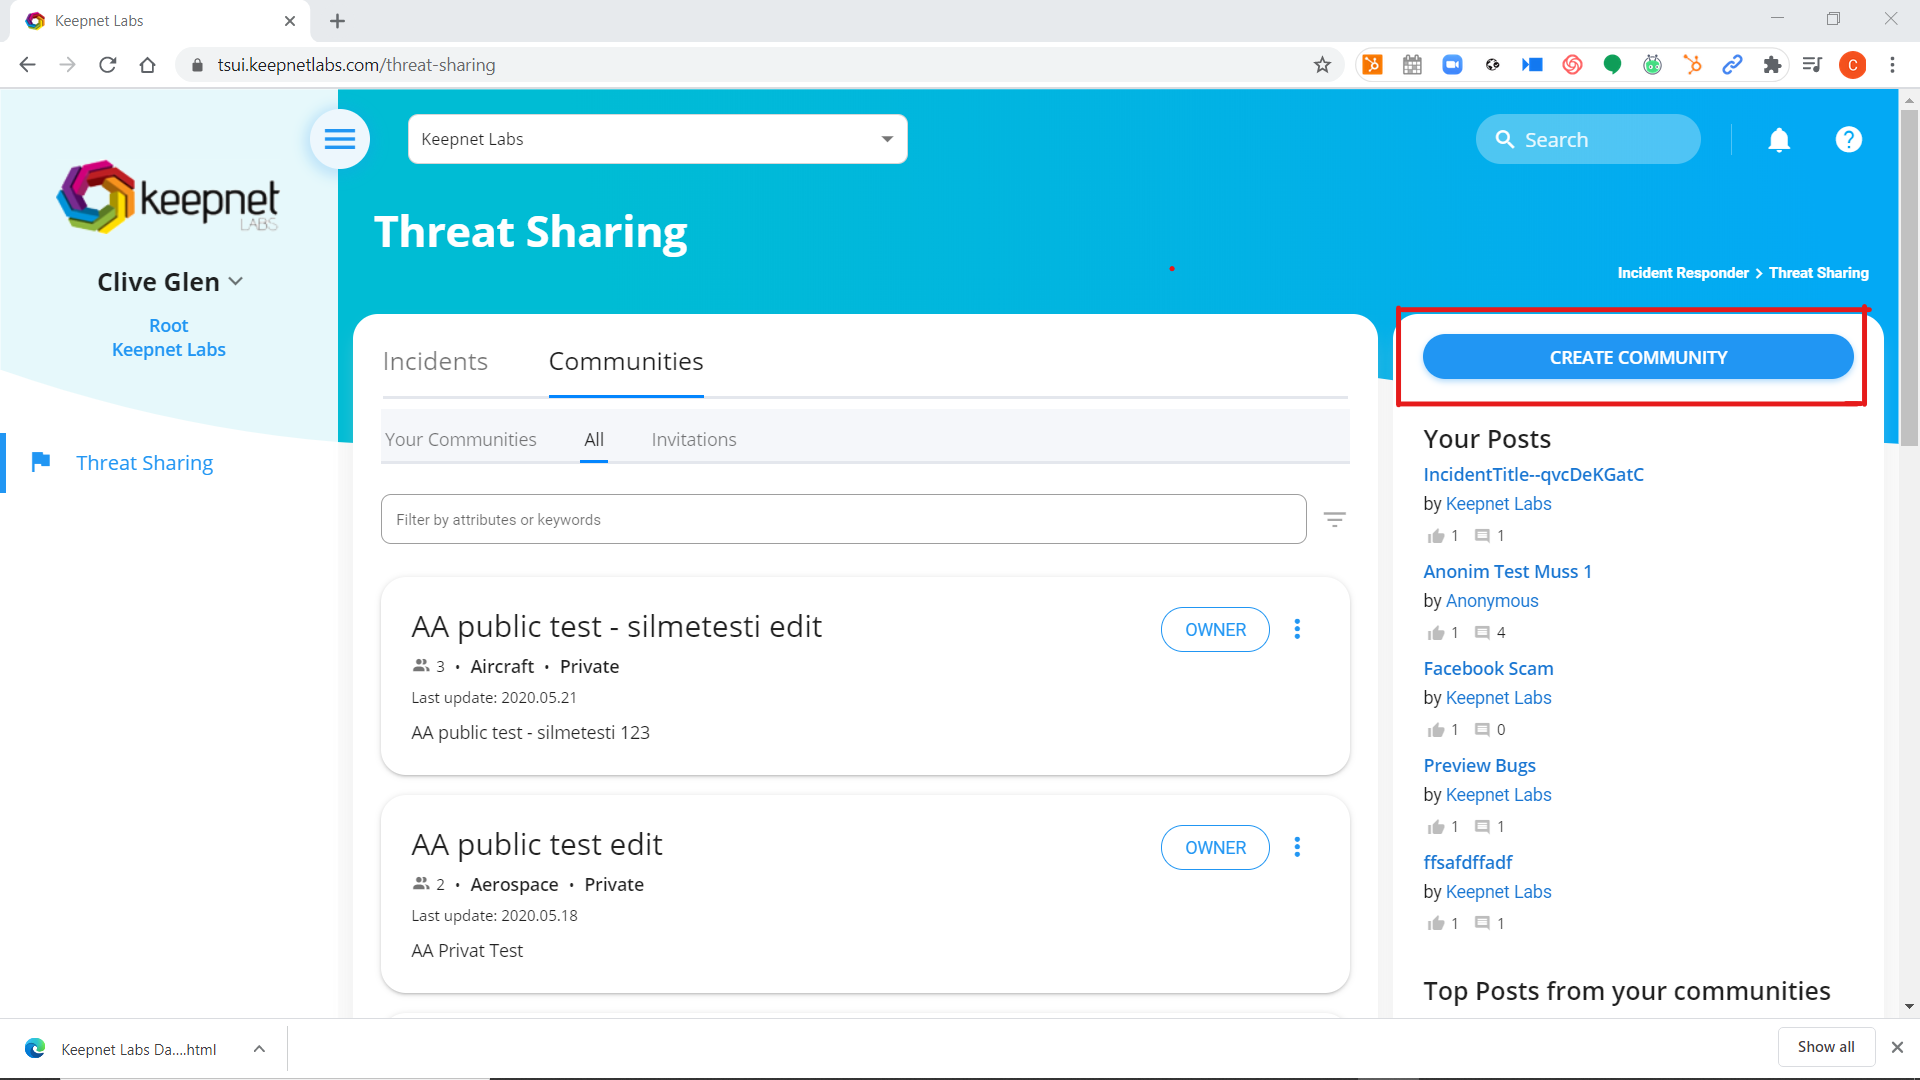 Keepnet Labs
tsui.keepnetlabs.com/threat-sharing
C
keepnet
LABS
Clive Glen
Root
Keepnet Labs
Threat Sharing
Keepnet Labs
Search
Threat Sharing
Incident Responder > Threat Sharing
Incidents
Communities
Your Communities
All
Invitations
Filter by attributes or keywords
AA public test - silmetesti edit
OWNER
3 • Aircraft • Private
Last update: 2020.05.21
AA public test - silmetesti 123
AA public test edit
OWNER
2 • Aerospace • Private
Last update: 2020.05.18
AA Privat Test
CREATE COMMUNITY
Your Posts
IncidentTitle--qvcDeKGatC
by Keepnet Labs
1 1
Anonim Test Muss 1
by Anonymous
1 4
Facebook Scam
by Keepnet Labs
1 0
Preview Bugs
by Keepnet Labs
1 1
ffsafdffadf
by Keepnet Labs
1 1
Top Posts from your communities
Keepnet Labs Da....html
Show all